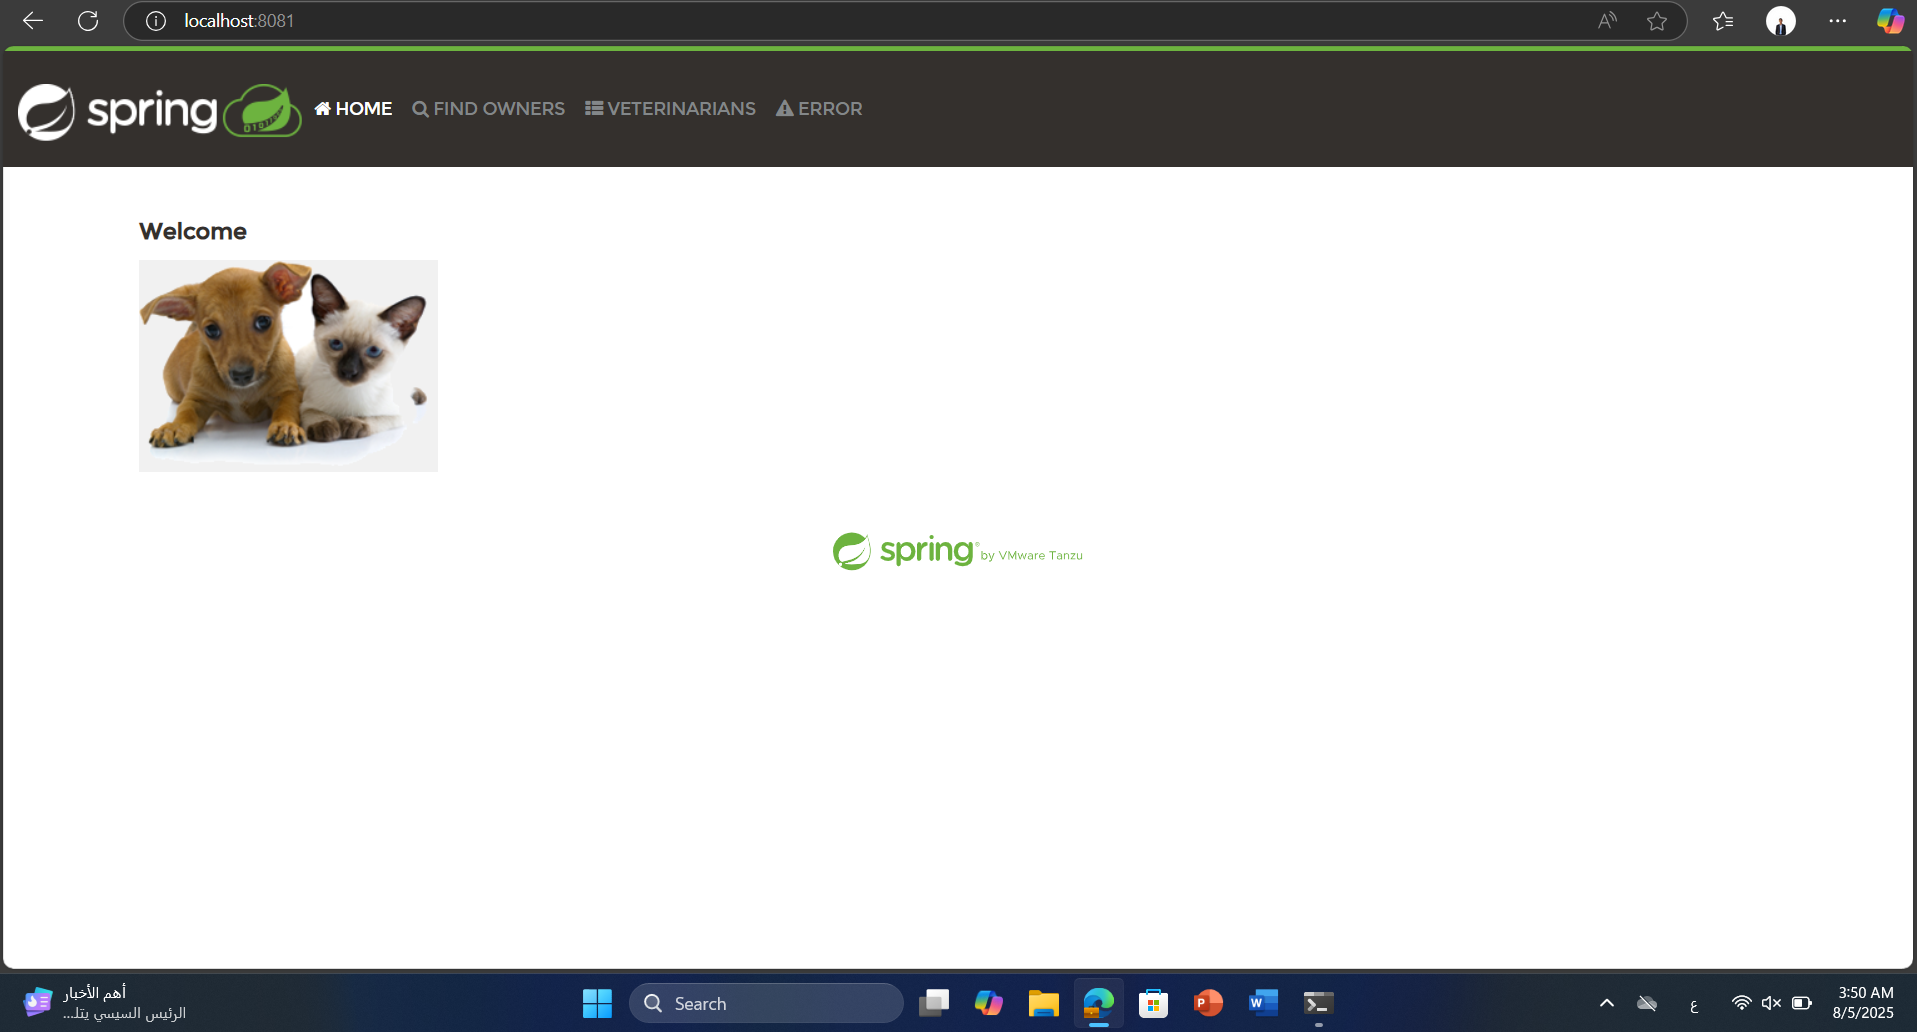 localhost:8081
spring
HOME
FIND OWNERS
VETERINARIANS
ERROR
Welcome
spring by VMware Tanzu
أهم الأخبار
الرئيس السيسي يتلـ...
Search
ع
3:50 AM
8/5/2025